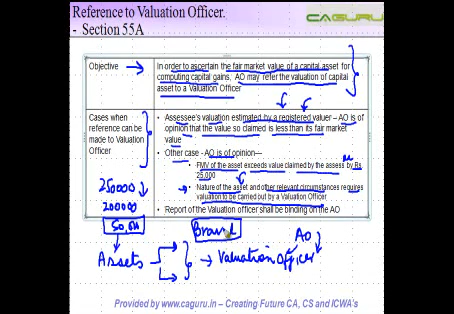 Reference to Valuation Officer.
- Section 55A
CAGURU
Objective
In order to ascertain the fair market value of a capital asset for
computing capital gains, AO may refer the valuation of capital
asset to a Valuation Officer
Cases when
reference can be
made to Valuation
Officer
• Assessee's valuation estimated by a registered valuer – AO is of
opinion that the value so claimed is less than its fair market
value
• Other case - AO is of opinion—
• FMV of the asset exceeds value claimed by the assess by Rs.
25,000
• Nature of the asset and other relevant circumstances requires
valuation to be carried out by a Valuation Officer
• Report of the Valuation officer shall be binding on the AO
250000
200000
Brand
AO
Assets
Valuation Officer
Provided by www.caguru.in – Creating Future CA, CS and ICWA's